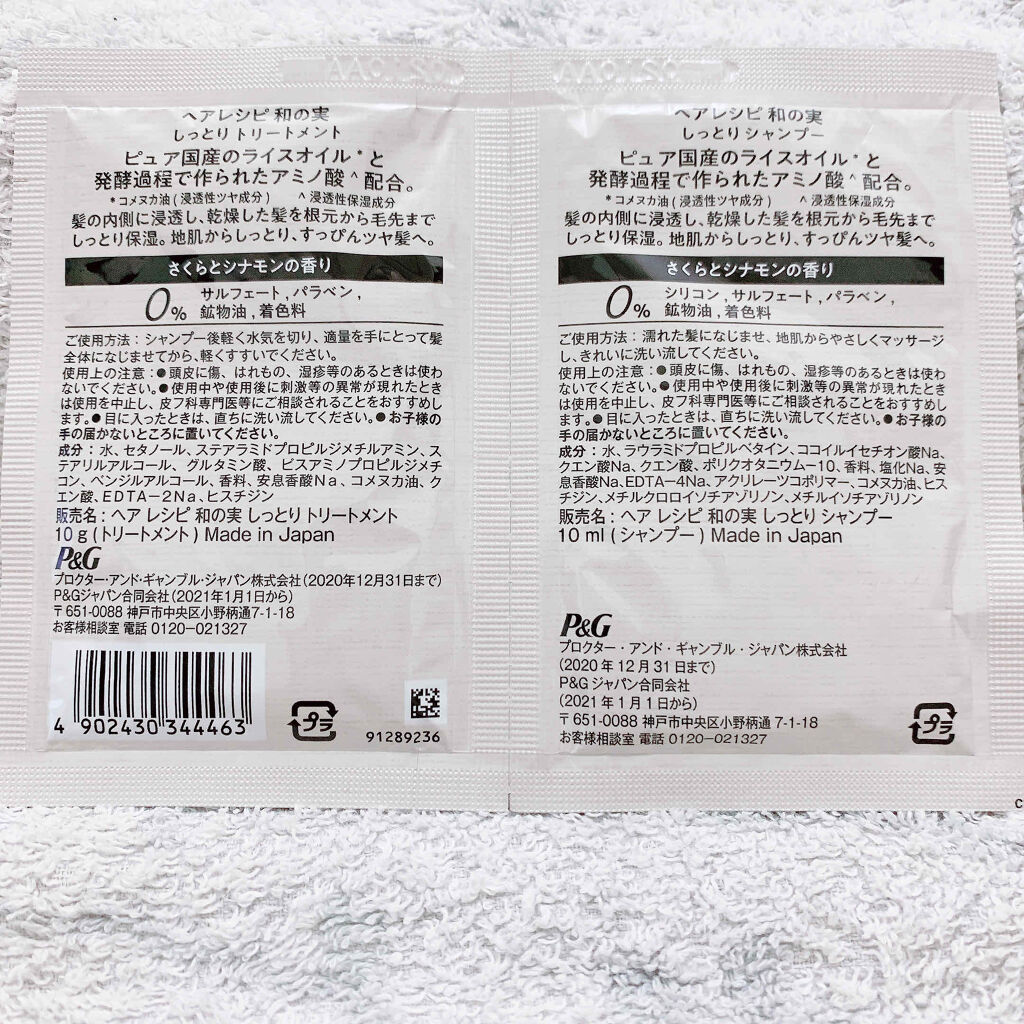 ヘアレシピ 和の実
しっとり トリートメント
ピュア国産のライスオイル*と
発酵過程で作られたアミノ酸^配合。
*コメヌカ油(浸透性ツヤ成分) ^浸透性保湿成分
髪の内側に浸透し、乾燥した髪を根元から毛先まで
しっとり保湿。地肌からしっとり、すっぴんツヤ髪へ。
さくらとシナモンの香り
0% サルフェート,パラベン,
鉱物油,着色料
ご使用方法:シャンプー後軽く水気を切り、適量を手にとって髪
全体になじませてから、軽くすすいでください。
使用上の注意:●頭皮に傷、はれもの、湿疹等のあるときは使わ
ないでください。●使用中や使用後に刺激等の異常が現れたとき
は使用を中止し、皮フ科専門医等にご相談されることをおすすめし
ます。●目に入ったときは、直ちに洗い流してください。●お子様の
手の届かないところに置いてください。
成分:水、セタノール、ステアラミドプロピルジメチルアミン、ス
テアリルアルコール、グルタミン酸、ビスアミノプロピルジメチ
コン、ベンジルアルコール、香料、安息香酸Na、コメヌカ油、ク
エン酸、EDTA-2Na、ヒスチジン
販売名:ヘア レシピ 和の実 しっとり トリートメント
10g(トリートメント) Made in Japan
P&G
プロクター・アンド・ギャンブル・ジャパン株式会社(2020年12月31日まで)
P&Gジャパン合同会社(2021年1月1日から)
〒651-0088 神戸市中央区小野柄通7-1-18
お客様相談室 電話 0120-021327
4 902430 344463
プラ
91289236
ヘアレシピ 和の実
しっとりシャンプー
ピュア国産のライスオイル*と
発酵過程で作られたアミノ酸^配合。
*コメヌカ油(浸透性ツヤ成分) ^浸透性保湿成分
髪の内側に浸透し、乾燥した髪を根元から毛先まで
しっとり保湿。地肌からしっとり、すっぴんツヤ髪へ。
さくらとシナモンの香り
0% シリコン,サルフェート,パラベン,
鉱物油,着色料
ご使用方法:濡れた髪になじませ、地肌からやさしくマッサージ
し、きれいに洗い流してください。
使用上の注意:●頭皮に傷、はれもの、湿疹等のあるときは使わ
ないでください。●使用中や使用後に刺激等の異常が現れたとき
は使用を中止し、皮フ科専門医等にご相談されることをおすすめし
ます。●目に入ったときは、直ちに洗い流してください。●お子様の
手の届かないところに置いてください。
成分:水、ラウラミドプロピルベタイン、ココイルイセチオン酸Na、
クエン酸Na、クエン酸、ポリクオタニウム-10、香料、塩化Na、安
息香酸Na、EDTA-4Na、アクリレーツコポリマー、コメヌカ油、ヒス
チジン、メチルクロロイソチアゾリノン、メチルイソチアゾリノン
販売名:ヘア レシピ 和の実 しっとり シャンプー
10 ml(シャンプー) Made in Japan
P&G
プロクター・アンド・ギャンブル・ジャパン株式会社
(2020年12月31日まで)
P&Gジャパン合同会社
(2021年1月1日から)
〒651-0088 神戸市中央区小野柄通 7-1-18
お客様相談室 電話 0120-021327
プラ